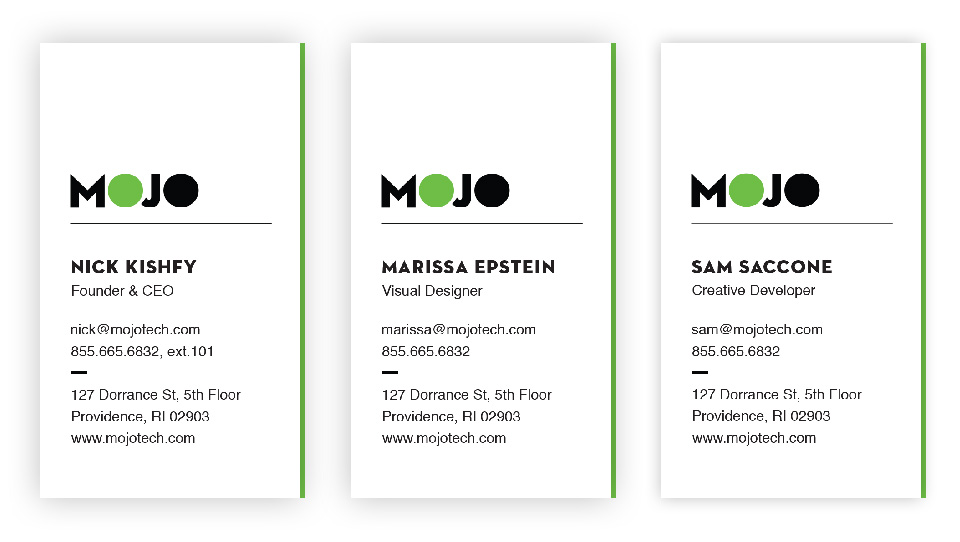 MOJO
NICK KISHFY
Founder & CEO
nick@mojotech.com
855.665.6832, ext.101
127 Dorrance St, 5th Floor
Providence, RI 02903
www.mojotech.com
MOJO
MARISSA EPSTEIN
Visual Designer
marissa@mojotech.com
855.665.6832
127 Dorrance St, 5th Floor
Providence, RI 02903
www.mojotech.com
MOJO
SAM SACCONE
Creative Developer
sam@mojotech.com
855.665.6832
127 Dorrance St, 5th Floor
Providence, RI 02903
www.mojotech.com